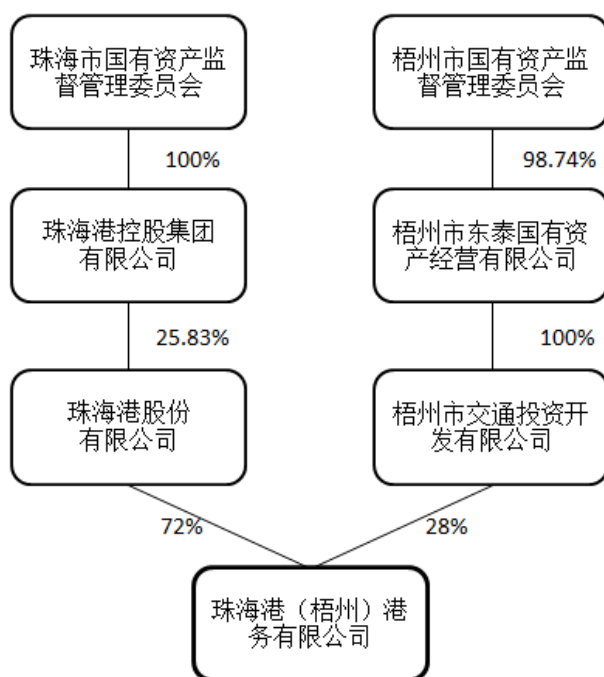 珠海市国有资产监
督管理委员会
梧州市国有资产监
督管理委员会
100%
98.74%
珠海港控股集团
有限公司
梧州市东泰国有资
产经营有限公司
25.83%
100%
珠海港股份
有限公司
梧州市交通投资开
发有限公司
72%
28%
珠海港（梧州）港
务有限公司